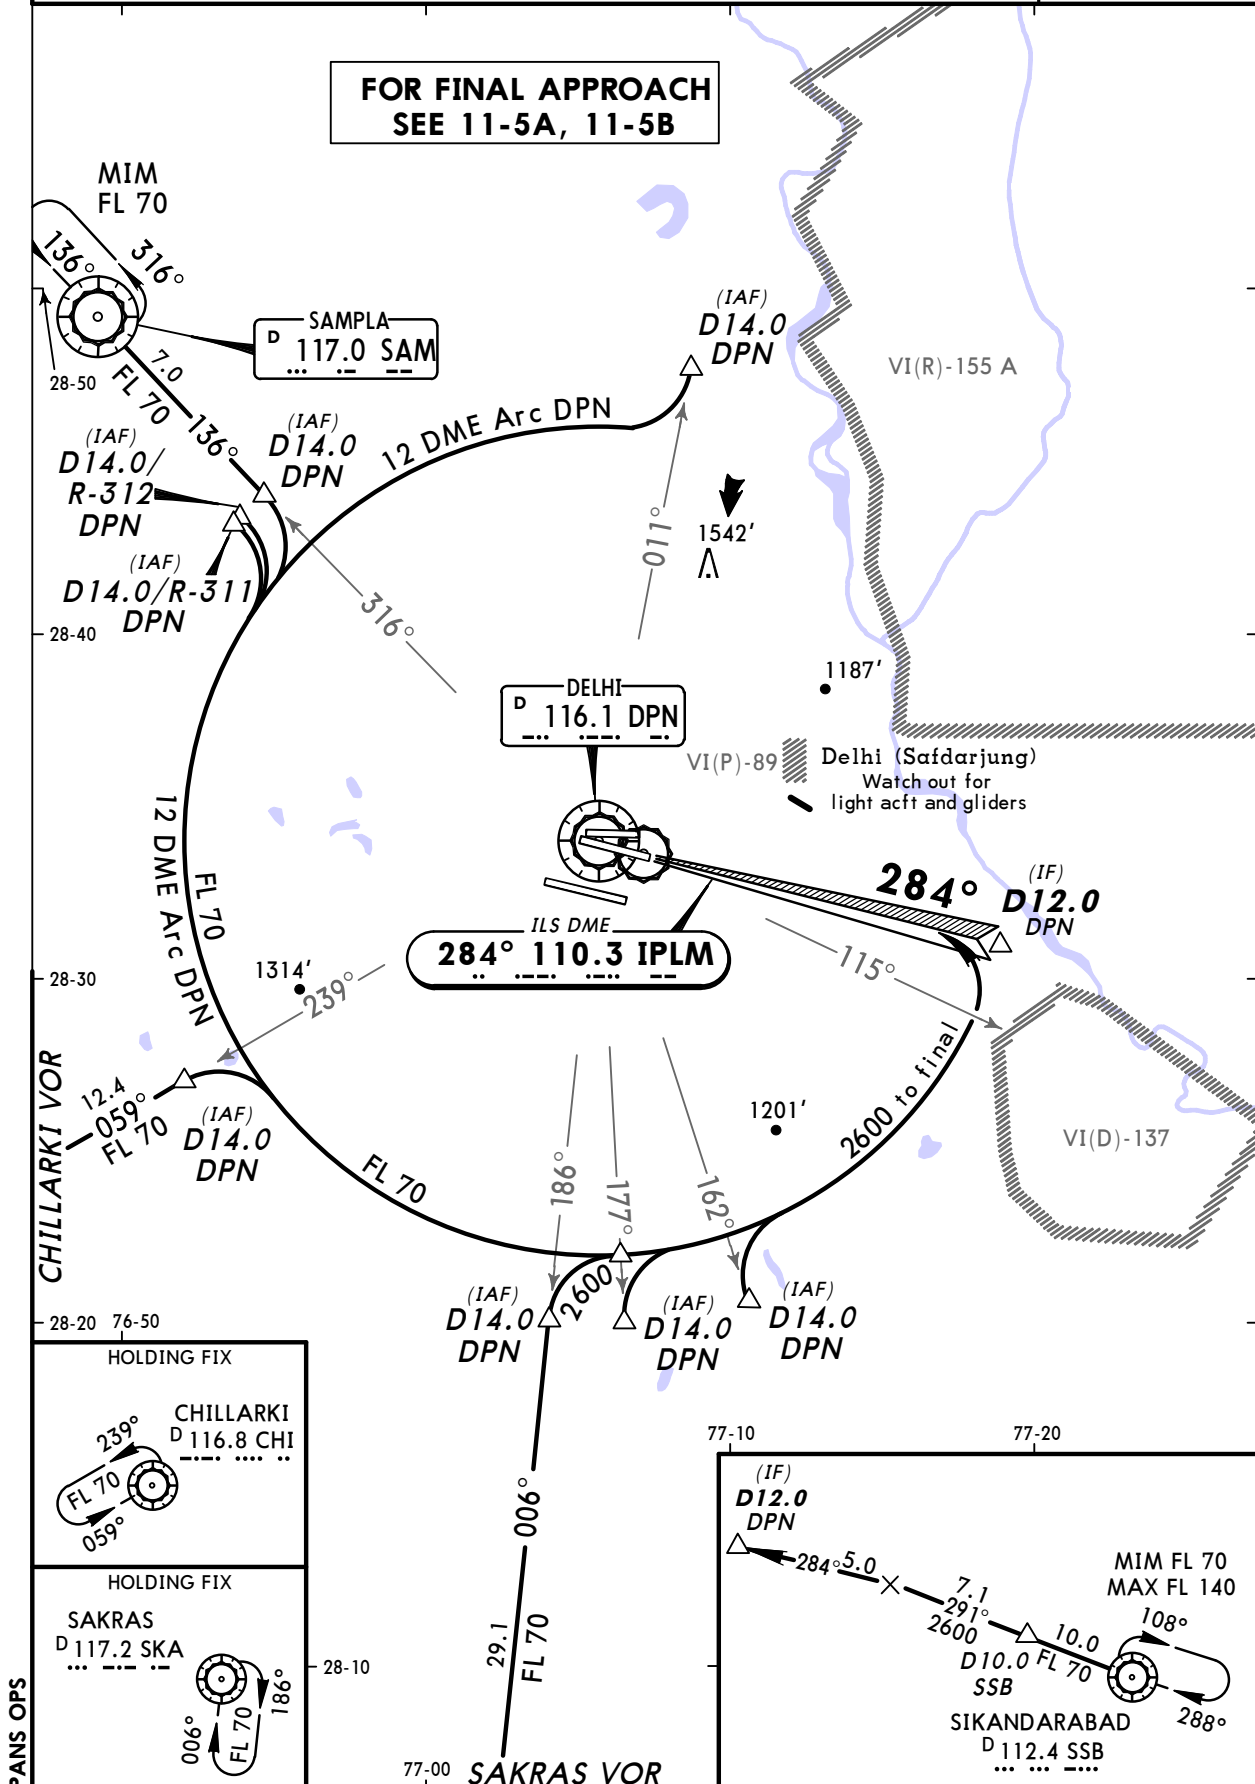 FOR FINAL APPROACH
SEE 11-5A, 11-5B
MIM
FL 70
136°
316°
SAMPLA
D 117.0 SAM
28-50
7.0
FL 70
136°
(IAF)
D14.0
DPN
(IAF)
D14.0/
R-312
DPN
(IAF)
D14.0/R-311
DPN
12 DME Arc DPN
(IAF)
D14.0
DPN
VI(R)-155 A
011°
1542'
316°
28-40
1187'
DELHI
D 116.1 DPN
VI(P)-89
Delhi (Safdarjung)
Watch out for
light acft and gliders
12 DME Arc DPN
FL 70
284°
(IF)
D12.0
DPN
ILS DME
284° 110.3 IPLM
115°
28-30
1314'
239°
2600 to final
CHILLARKI VOR
12.4
059°
FL 70
(IAF)
D14.0
DPN
1201'
VI(D)-137
FL 70
186°
177°
162°
2600
(IAF)
D14.0
DPN
(IAF)
D14.0
DPN
(IAF)
D14.0
DPN
28-20
76-50
HOLDING FIX
CHILLARKI
D 116.8 CHI
239°
FL 70
059°
HOLDING FIX
SAKRAS
D 117.2 SKA
006°
FL 70
186°
PANS OPS
28-10
006°
29.1
FL 70
77-00
SAKRAS VOR
77-10
77-20
(IF)
D12.0
DPN
284°
5.0
7.1
291°
2600
D10.0
SSB
10.0
FL 70
MIM FL 70
MAX FL 140
108°
288°
SIKANDARABAD
D 112.4 SSB